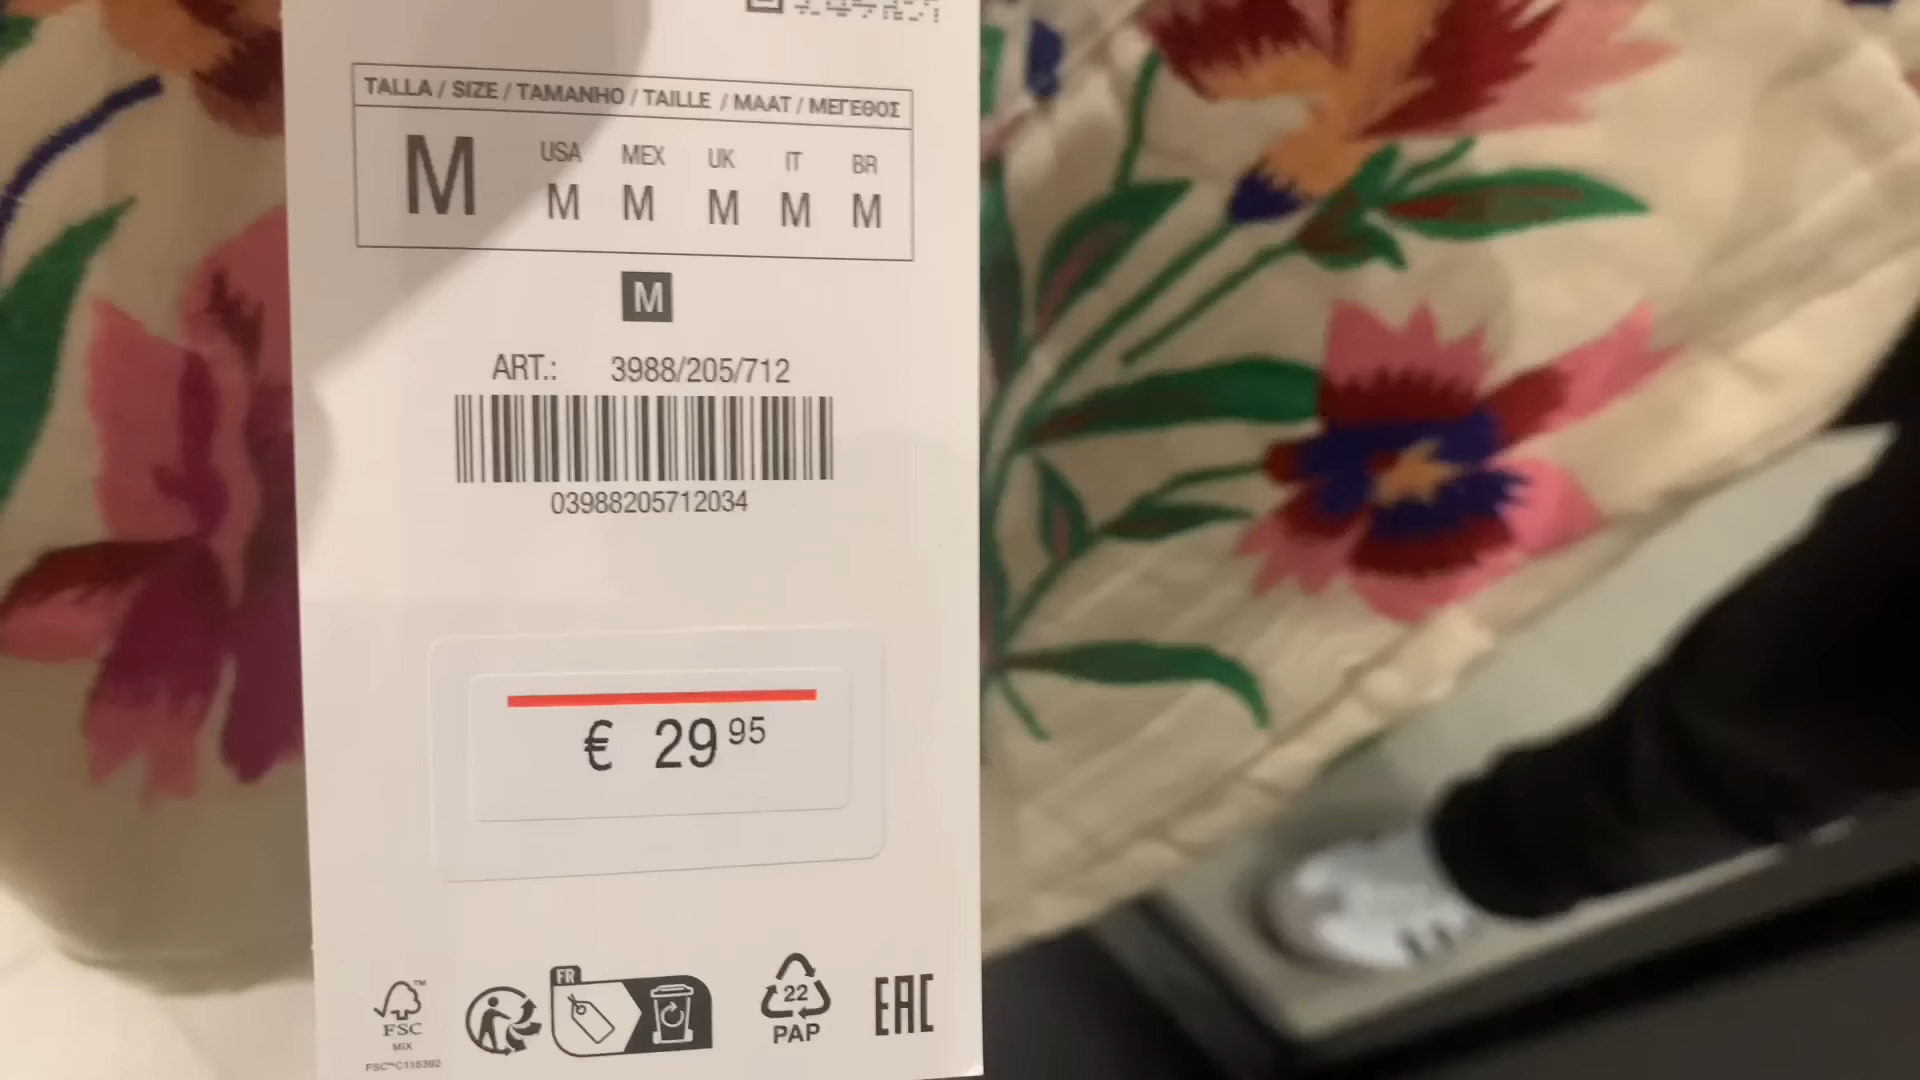 TALLA / SIZE / TAMANHO / TAILLE / MAAT / ΜΕΓΕΘΟΣ
USA MEX UK IT BR
M M M M M M
M
ART.: 3988/205/712
03988205712034
€ 29 95
FR
22
FSC PAP EAC
MIX